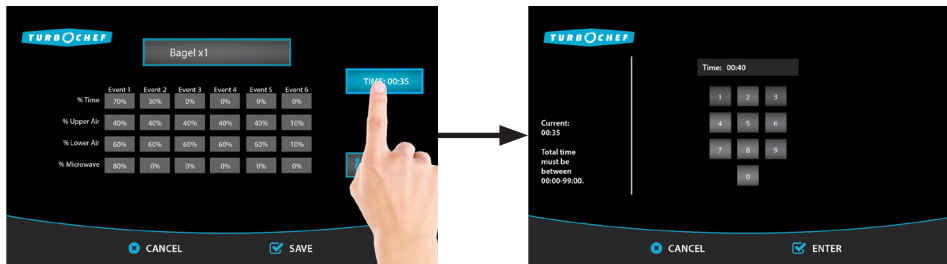 TURBOCHEF
Bagel x1
TIME: 00:35
Event 1 Event 2 Event 3 Event 4 Event 5 Event 6
% Time 70% 30% 0% 0% 0% 0%
% Upper Air 40% 40% 40% 40% 40% 10%
% Lower Air 60% 60% 60% 60% 60% 10%
% Microwave 80% 0% 0% 0% 0% 0%
CANCEL SAVE
TURBOCHEF
Time: 00:40
1 2 3
4 5 6
7 8 9
0
Current:
00:35
Total time
must be
between
00:00-99:00.
CANCEL ENTER